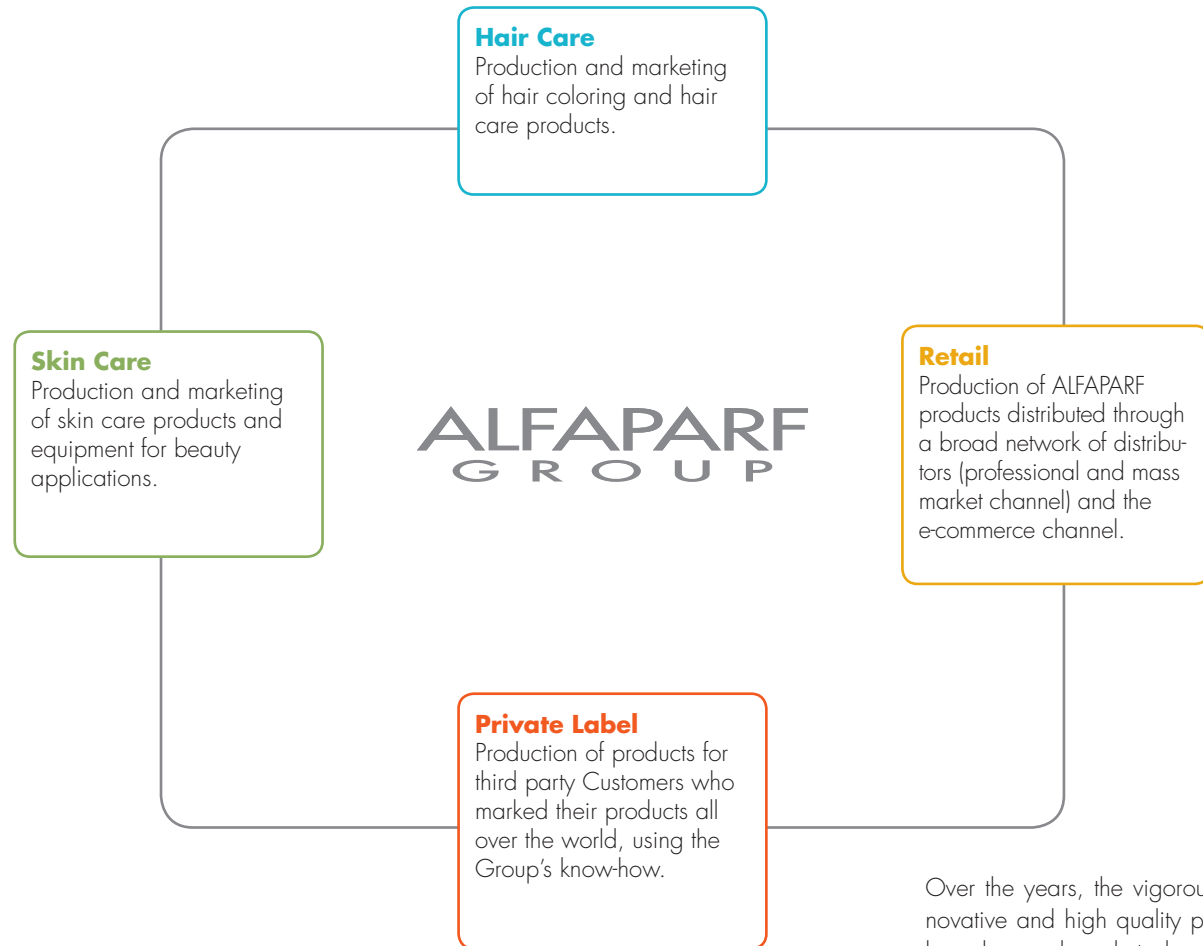 Hair Care
Production and marketing
of hair coloring and hair
care products.
Skin Care
Production and marketing
of skin care products and
equipment for beauty
applications.
ALFAPARF
GROUP
Retail
Production of ALFAPARF
products distributed through
a broad network of distribu-
tors (professional and mass
market channel) and the
e-commerce channel.
Private Label
Production of products for
third party Customers who
marked their products all
over the world, using the
Group's know-how.
Over the years, the vigorou
novative and high quality p